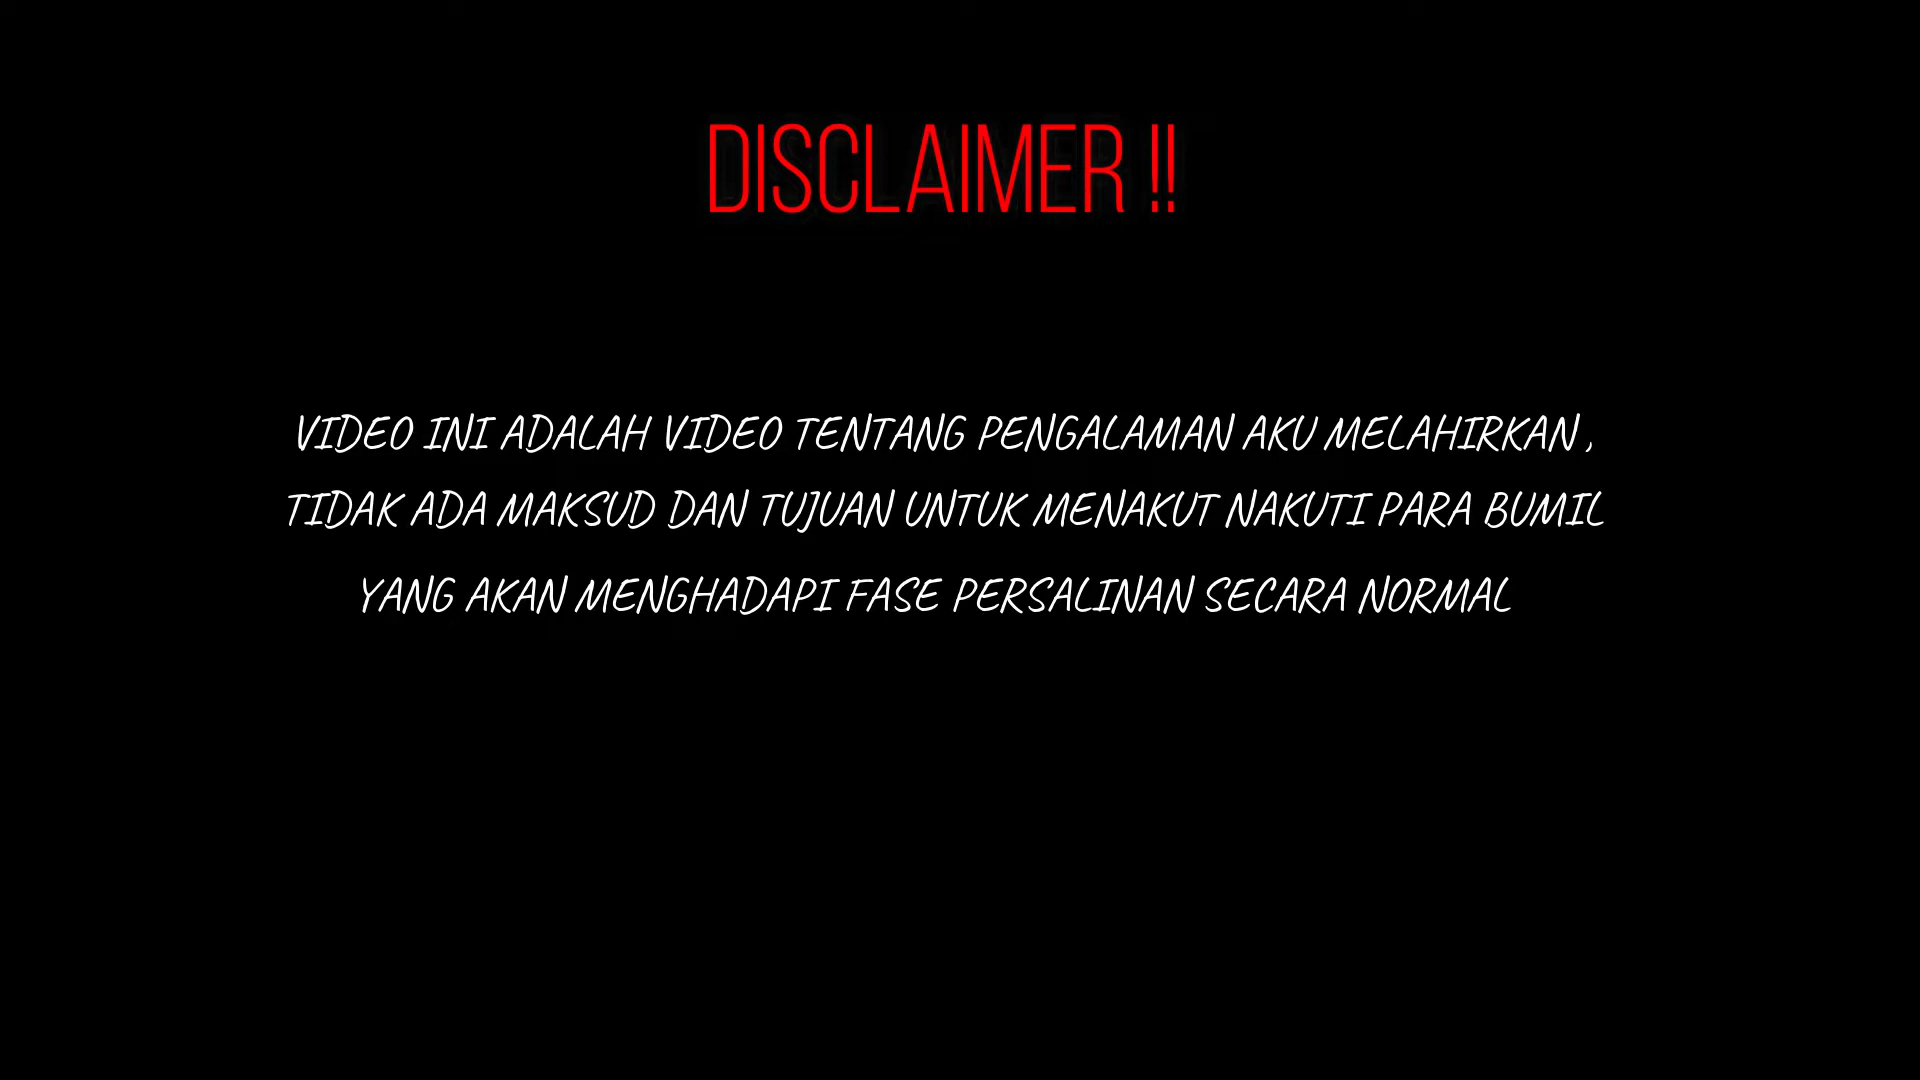 DISCLAIMER !!
VIDEO INI ADALAH VIDEO TENTANG PENGALAMAN AKU MELAHIRKAN ,
TIDAK ADA MAKSUD DAN TUJUAN UNTUK MENAKUT NAKUTI PARA BUMIL
YANG AKAN MENGHADAPI FASE PERSALINAN SECARA NORMAL